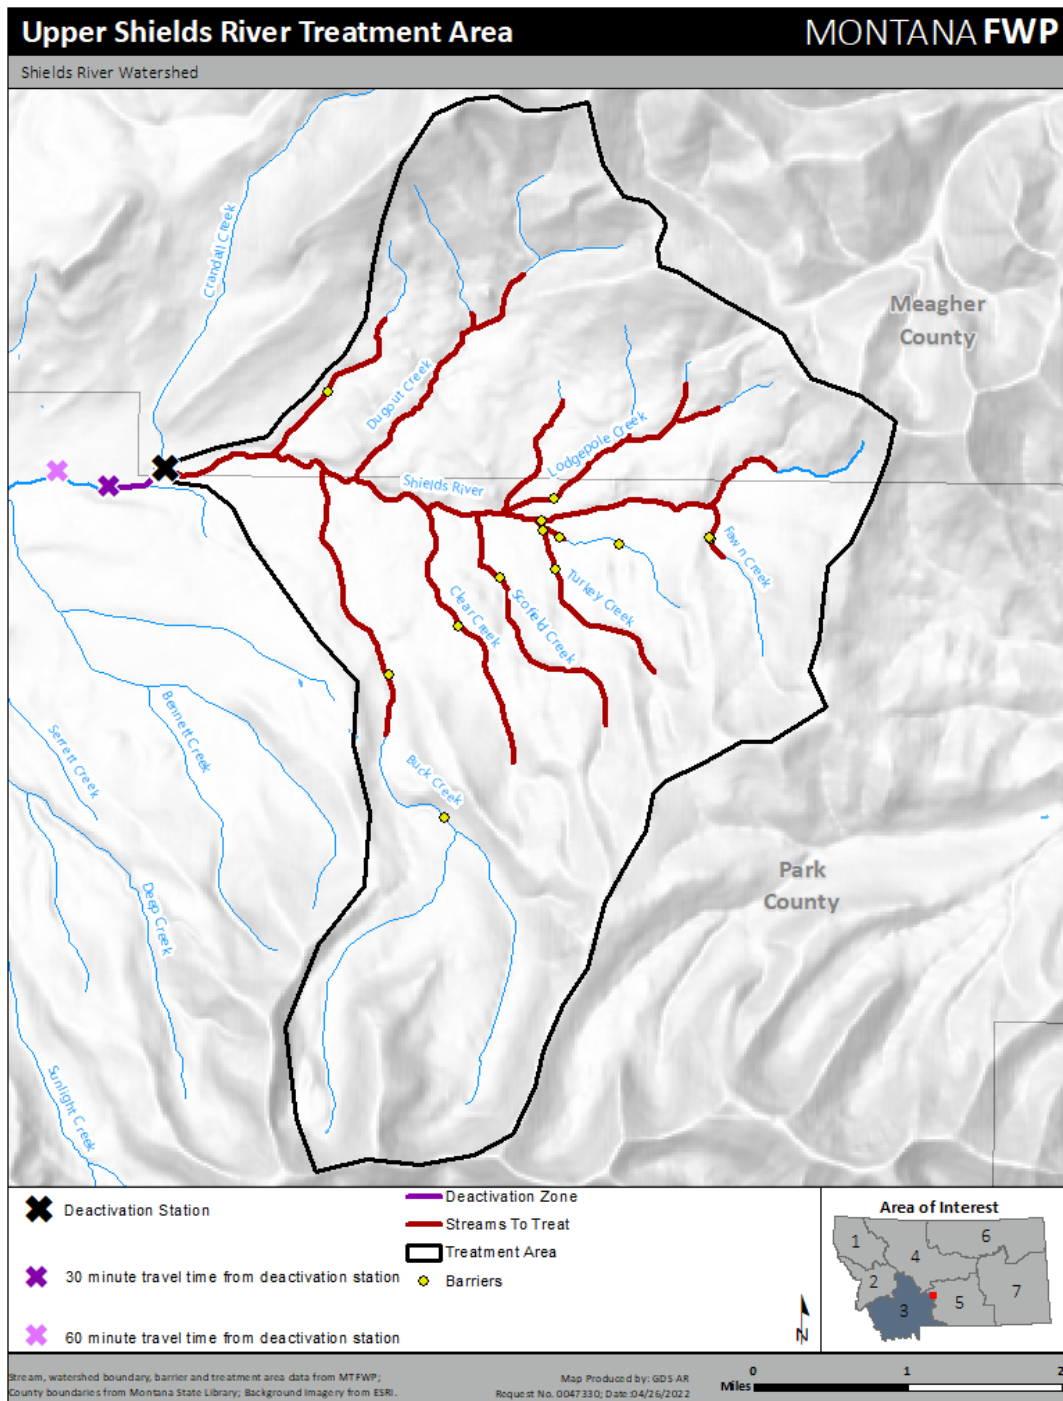 Upper Shields River Treatment Area
MONTANA FWP
Shields River Watershed
Crandall Creek
Meagher
County
Dugout Creek
Lodgepole Creek
Shields River
Fawn Creek
Turkey Creek
Scofield Creek
Clear Creek
Bennett Creek
Serrett Creek
Buck Creek
Park
County
Deep Creek
Sunlight Creek
Deactivation Station
30 minute travel time from deactivation station
60 minute travel time from deactivation station
Deactivation Zone
Streams To Treat
Treatment Area
Barriers
N
Area of Interest
1
2
3
4
5
6
7
Stream, watershed boundary, barrier and treatment area data from MTFWP;
County boundaries from Montana State Library; Background Imagery from ESRI.
Map Produced by: GDS AR
Request No. 0047330; Date:04/26/2022
Miles
0
1
2